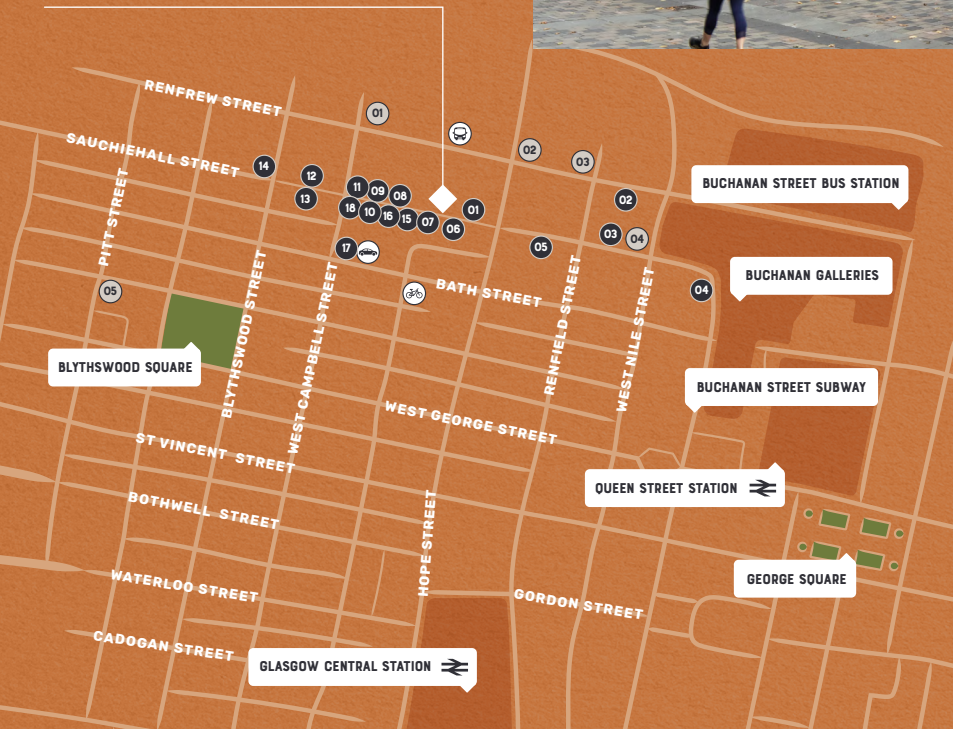 RENFREW STREET
01
02
03
SAUCHIEHALL STREET
14
12
13
11
09
08
18
10
16
15
07
06
01
02
03
04
05
BUCHANAN STREET BUS STATION
PITT STREET
17
BUCHANAN GALLERIES
05
04
BATH STREET
BLYTHSWOOD STREET
WEST CAMPBELL STREET
RENFIELD STREET
WEST NILE STREET
BLYTHSWOOD SQUARE
BUCHANAN STREET SUBWAY
WEST GEORGE STREET
ST VINCENT STREET
QUEEN STREET STATION
BOTHWELL STREET
HOPE STREET
WATERLOO STREET
GEORGE SQUARE
GORDON STREET
CADOGAN STREET
GLASGOW CENTRAL STATION